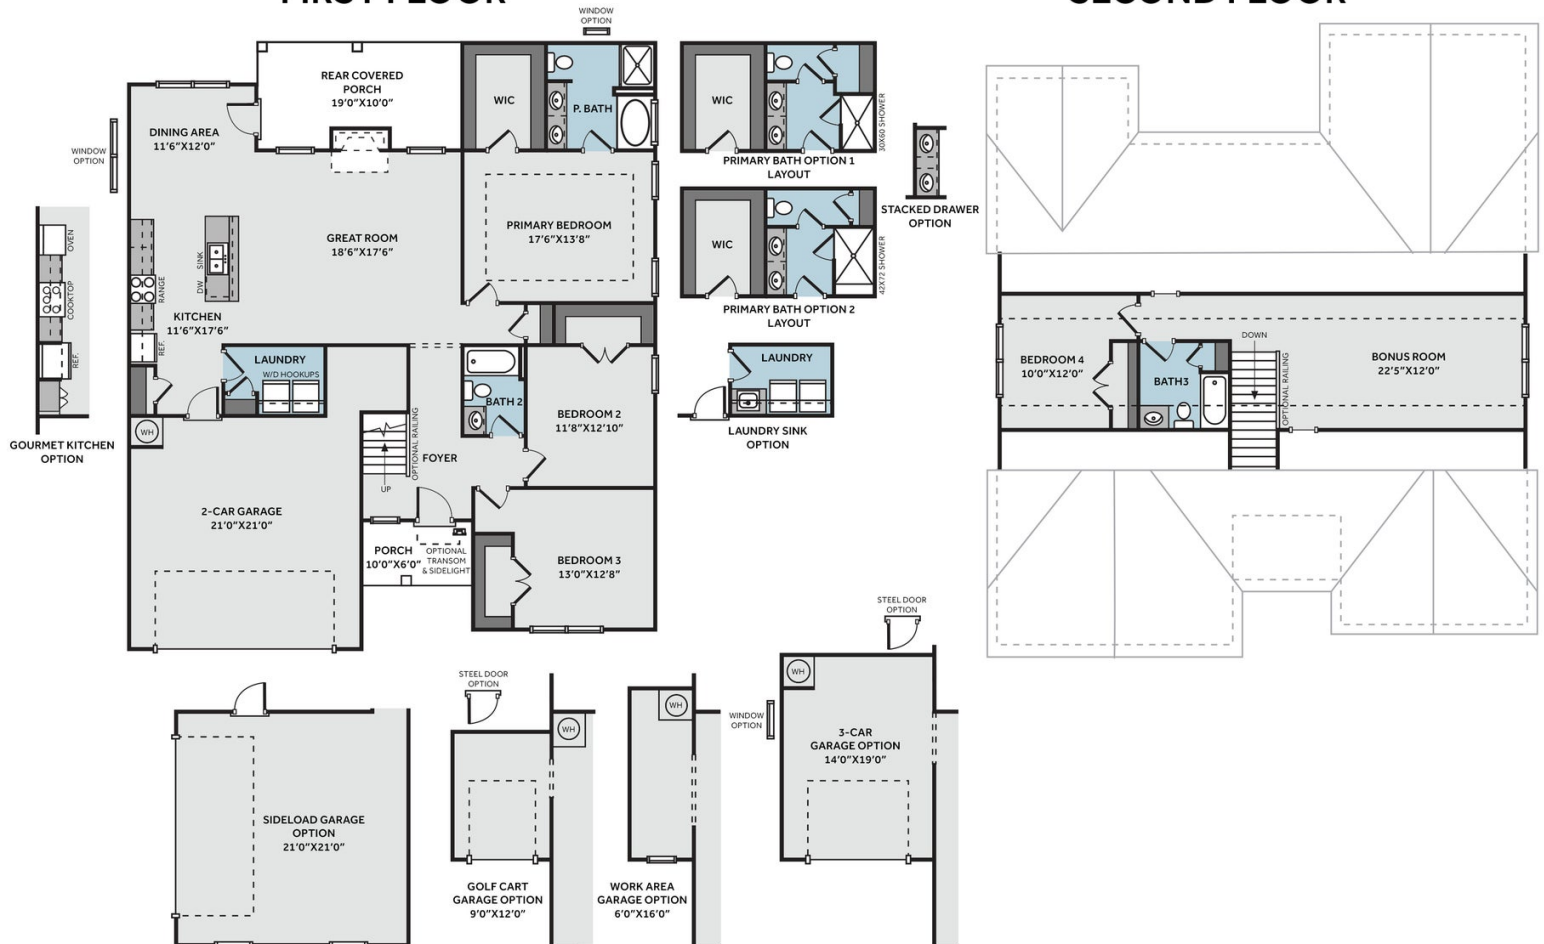 FIRST FLOOR
SECOND FLOOR
WINDOW
OPTION
REAR COVERED
PORCH
19'0"X10'0"
WIC
P. BATH
DINING AREA
11'6"X12'0"
WINDOW
OPTION
PRIMARY BEDROOM
17'6"X13'8"
GREAT ROOM
18'6"X17'6"
SINK
DW
RANGE
REF.
KITCHEN
11'6"X17'6"
OVEN
COOKTOP
REF.
GOURMET KITCHEN
OPTION
LAUNDRY
W/D HOOKUPS
WH
BATH 2
BEDROOM 2
11'8"X12'10"
OPTIONAL RAILING
FOYER
UP
2-CAR GARAGE
21'0"X21'0"
PORCH
10'0"X6'0"
OPTIONAL
TRANSOM
& SIDELIGHT
BEDROOM 3
13'0"X12'8"
WIC
30X60 SHOWER
PRIMARY BATH OPTION 1
LAYOUT
WIC
42X72 SHOWER
PRIMARY BATH OPTION 2
LAYOUT
STACKED DRAWER
OPTION
LAUNDRY
LAUNDRY SINK
OPTION
BEDROOM 4
10'0"X12'0"
BATH3
DOWN
OPTIONAL RAILING
BONUS ROOM
22'5"X12'0"
SIDELOAD GARAGE
OPTION
21'0"X21'0"
STEEL DOOR
OPTION
WH
GOLF CART
GARAGE OPTION
9'0"X12'0"
WH
WORK AREA
GARAGE OPTION
6'0"X16'0"
STEEL DOOR
OPTION
WH
WINDOW
OPTION
3-CAR
GARAGE OPTION
14'0"X19'0"